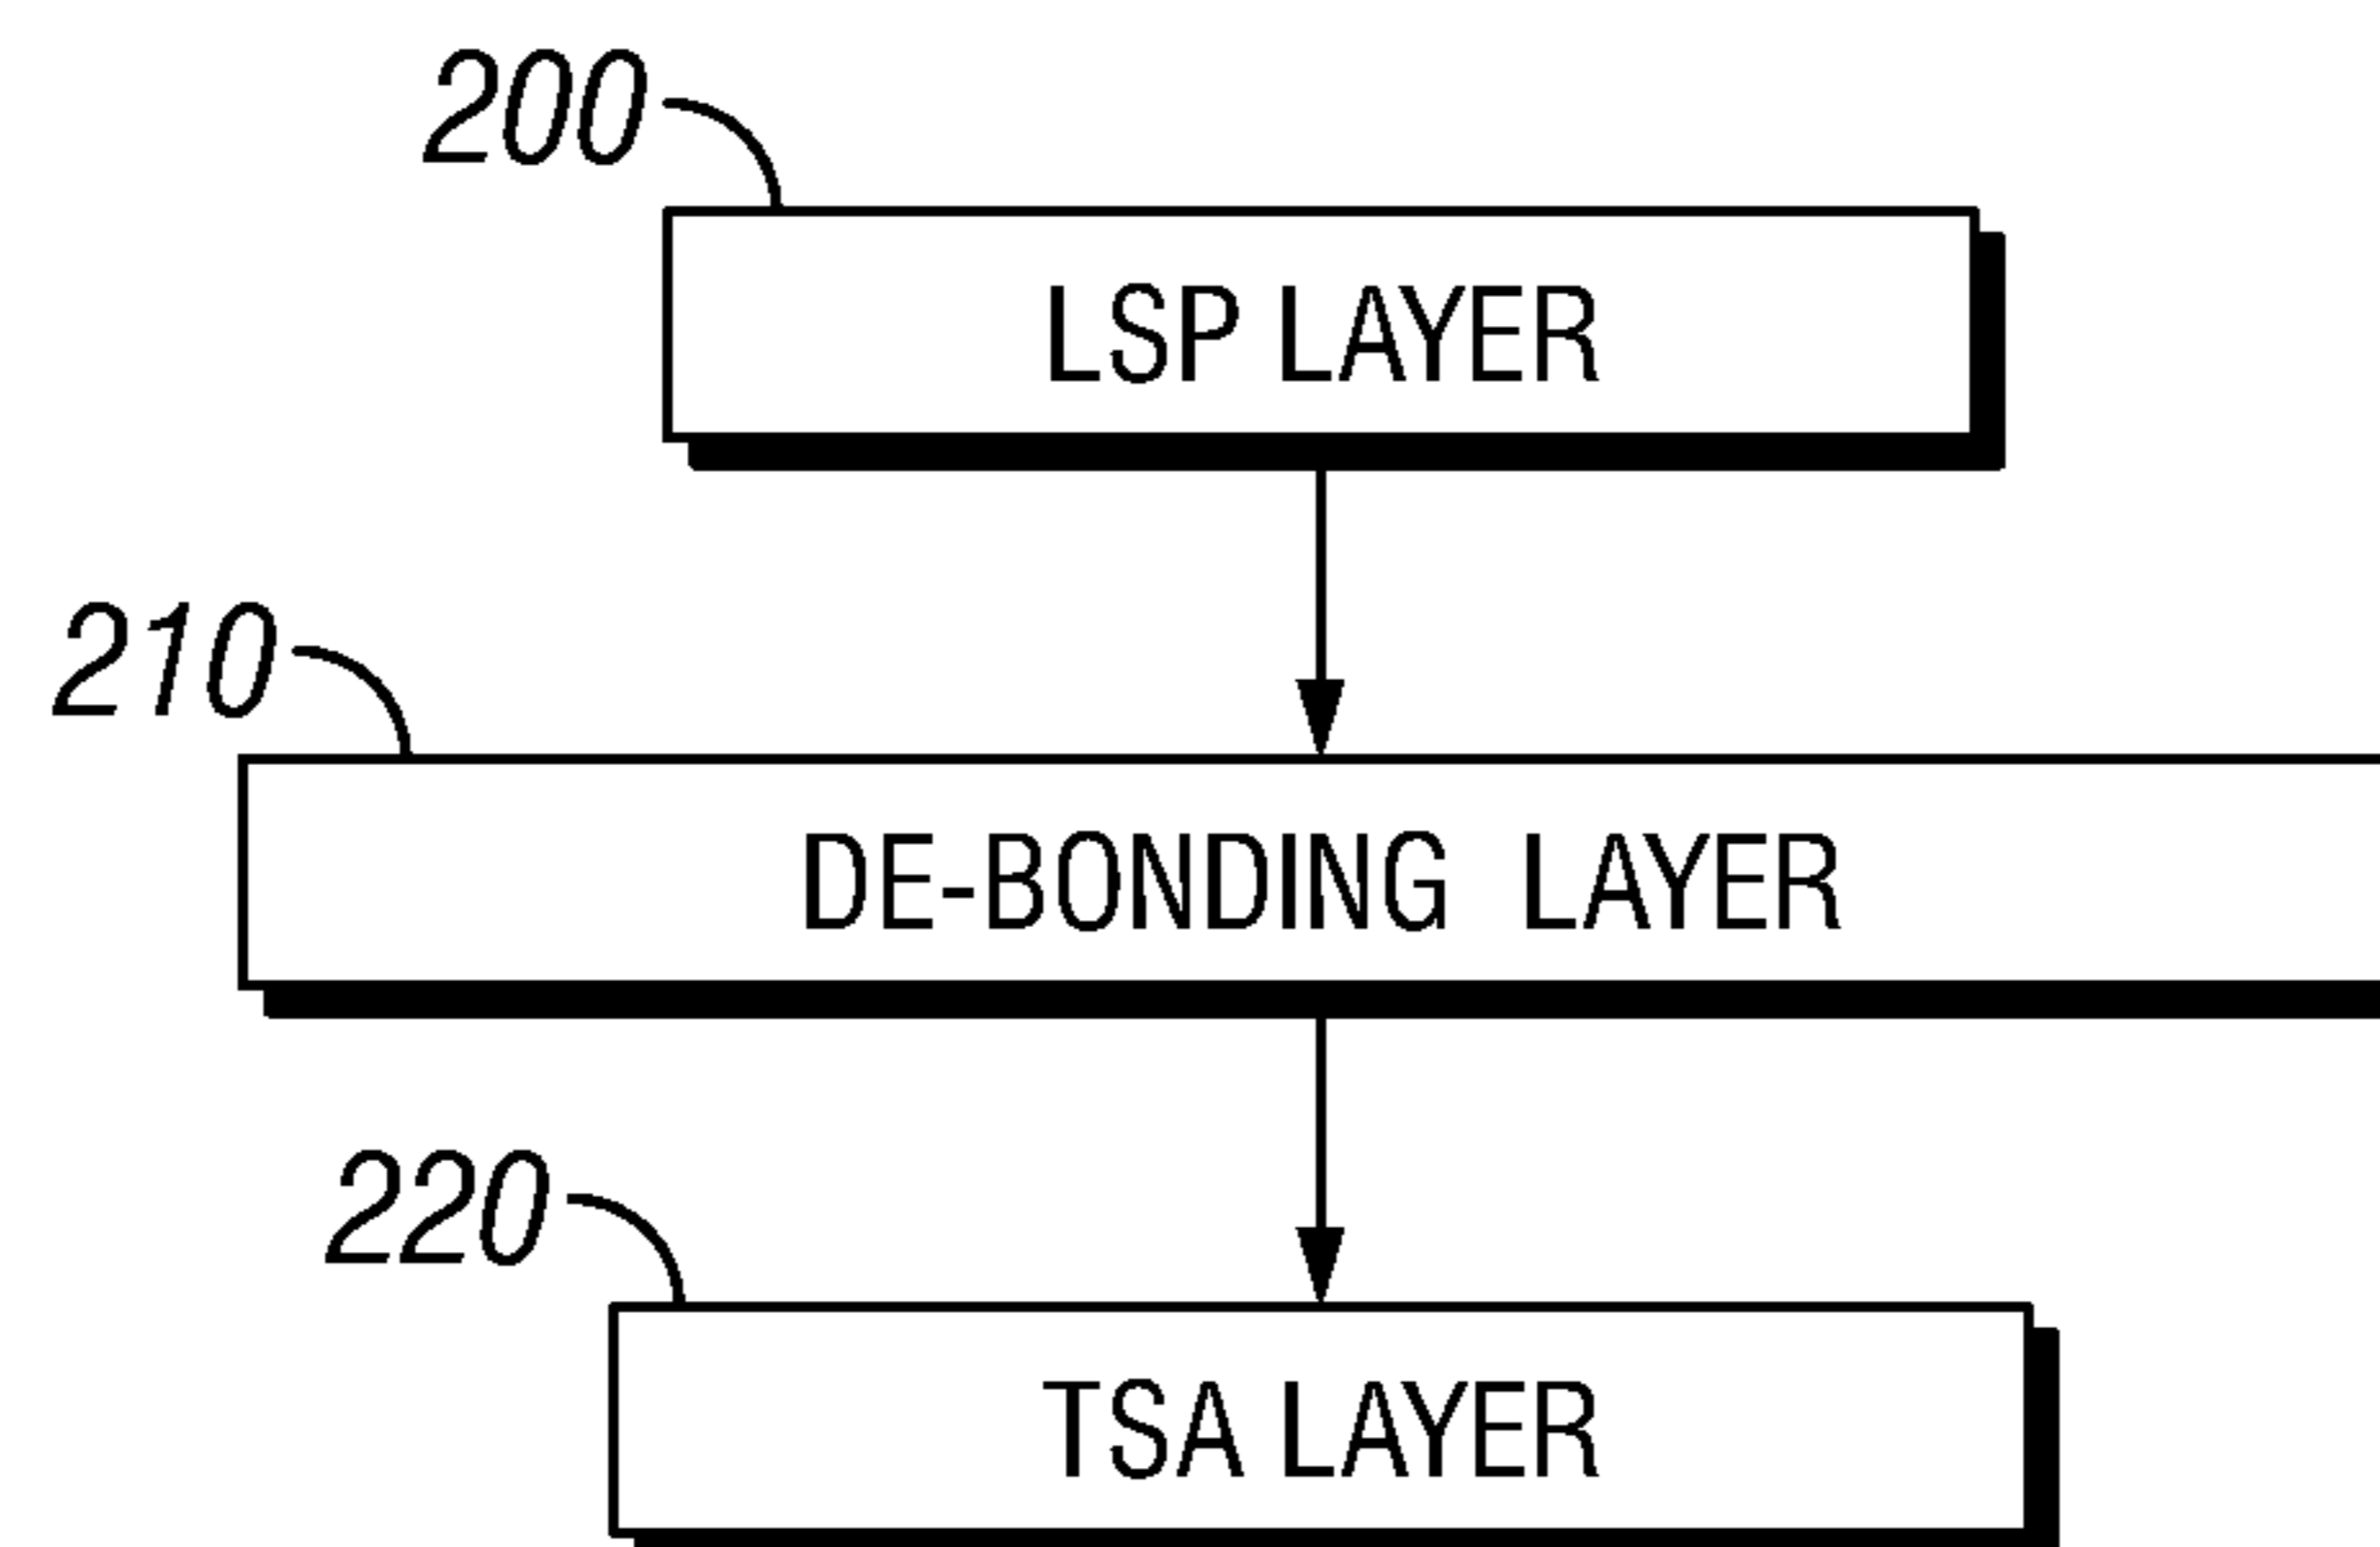 200
LSP LAYER
210
DE-BONDING LAYER
220
TSA LAYER